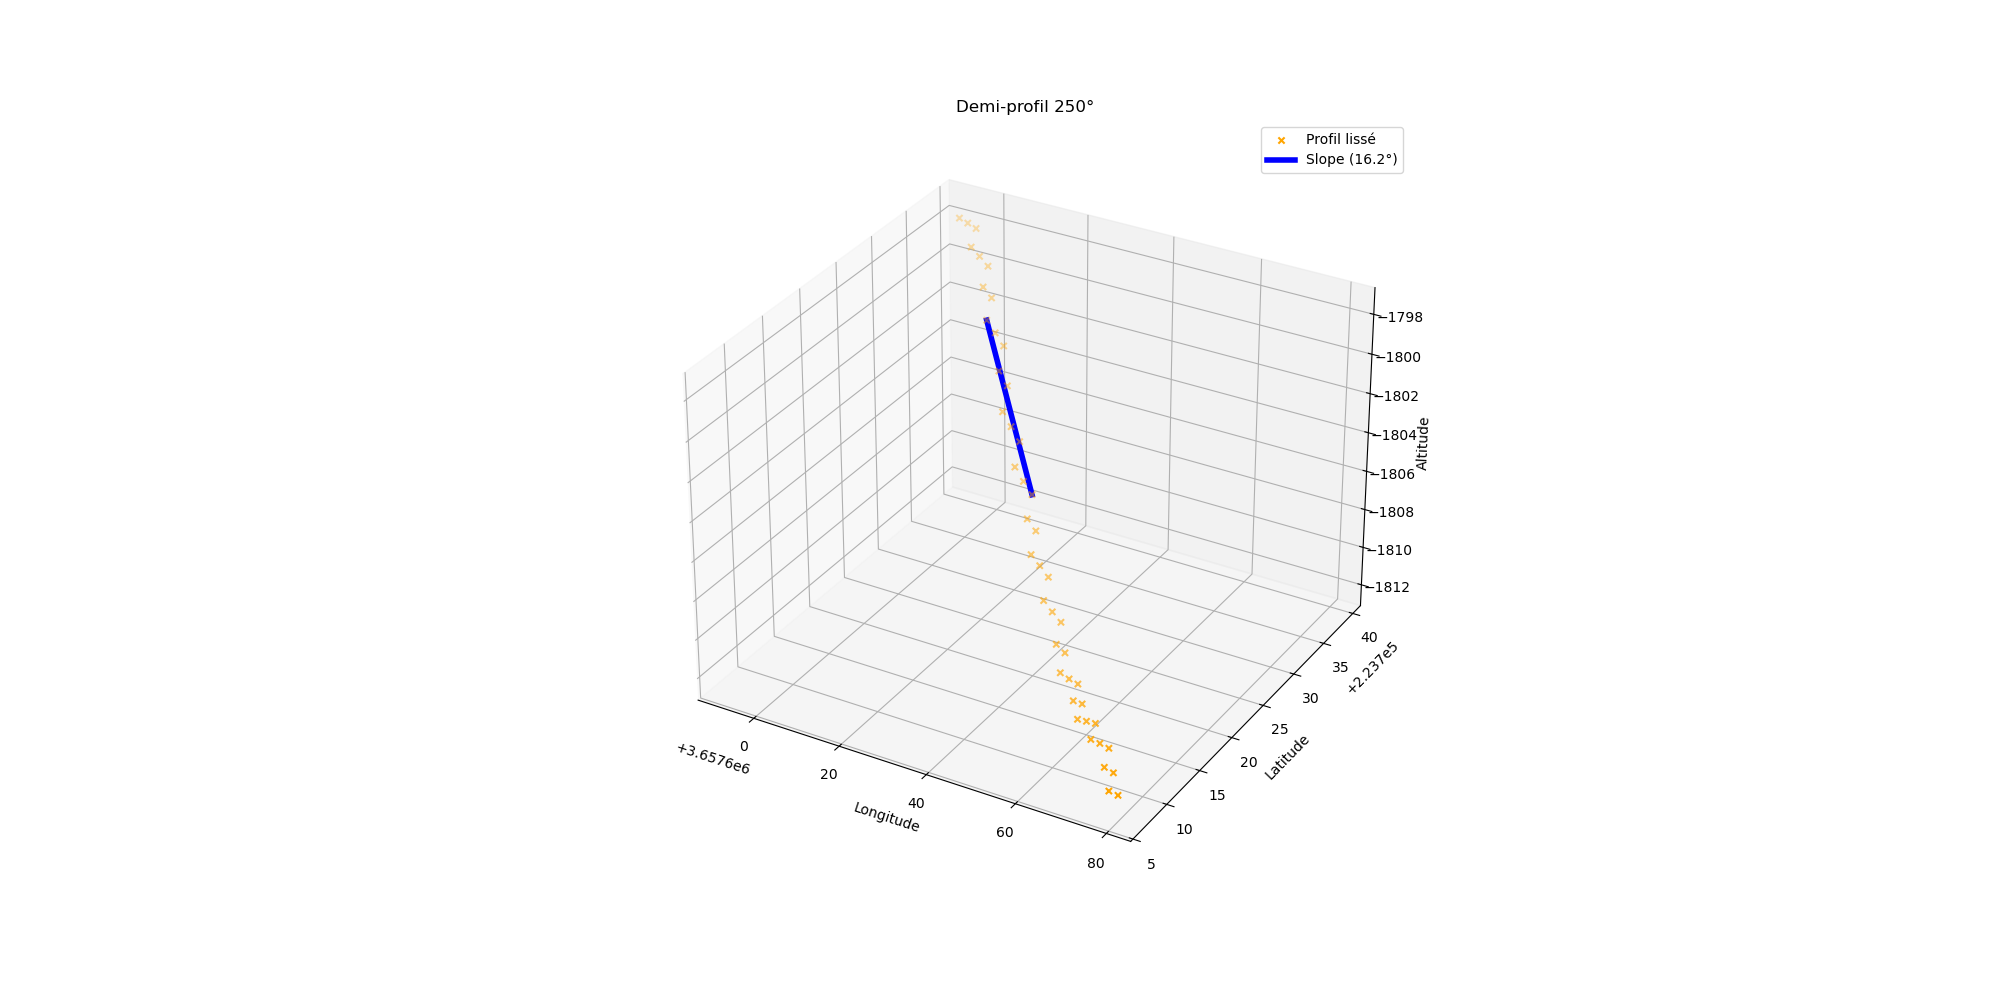 Demi-profil 250°
Profil lissé
Slope (16.2°)
−1798
−1800
−1802
−1804
−1806
−1808
−1810
−1812
Altitude
40
35
30
25
20
15
10
5
+2.237e5
Latitude
0
20
40
60
80
+3.6576e6
Longitude